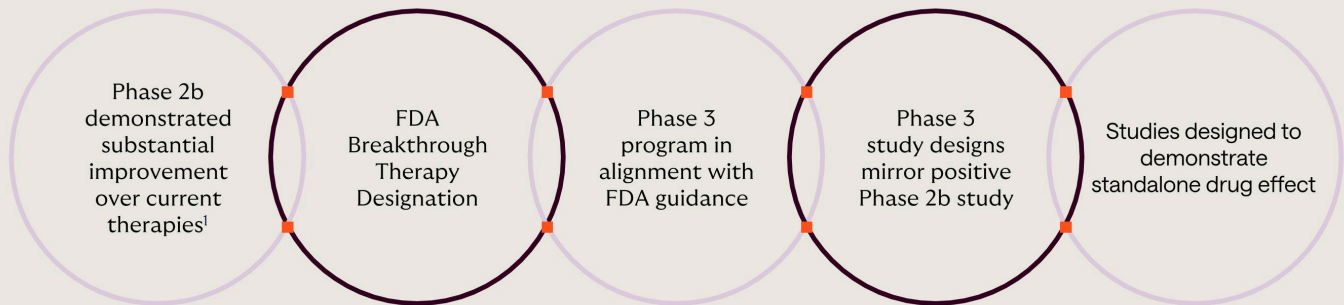 Phase 2b
demonstrated
substantial
improvement
over current
therapies¹
FDA
Breakthrough
Therapy
Designation
Phase 3
program in
alignment with
FDA guidance
Phase 3
study designs
mirror positive
Phase 2b study
Studies designed to
demonstrate
standalone drug effect